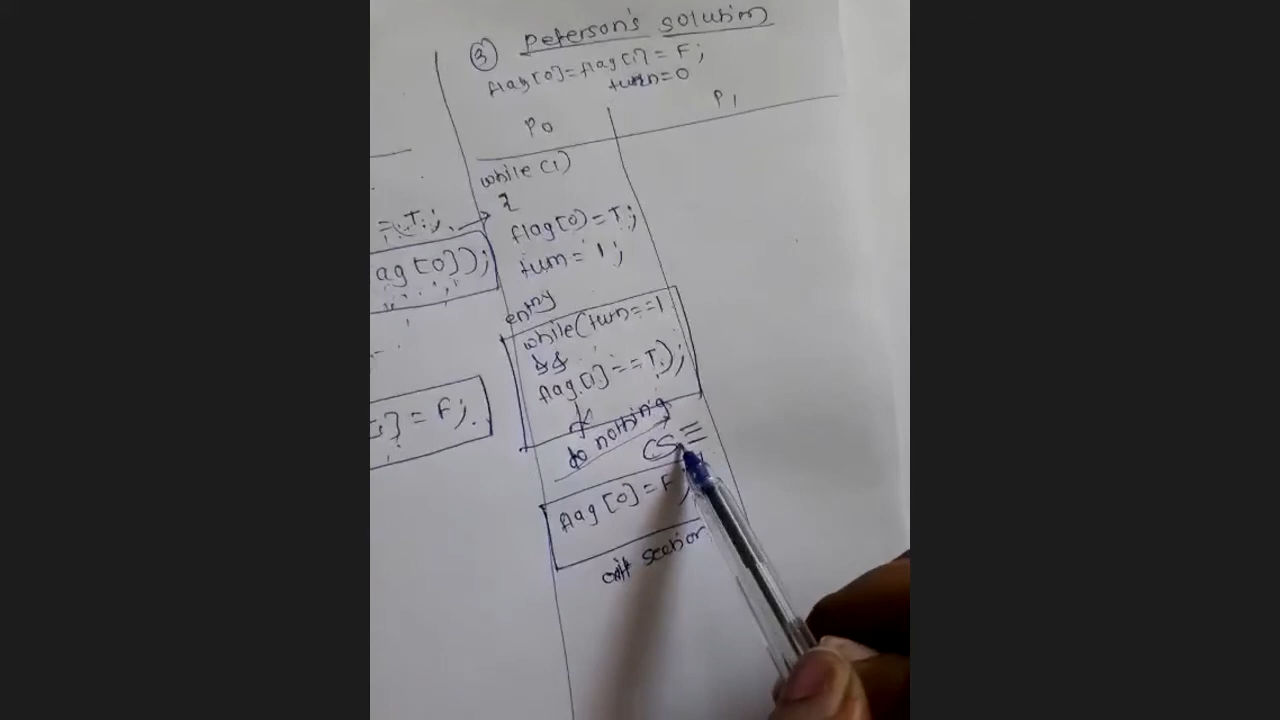 ③ Peterson's solution
flag[0]=flag[1]=F;
turn=0
P0
P1
while(1)
{
flag[0)=T;
turn=1;
entry
while(turn==1
&&
flag[1]==T);
do nothing
CS
flag[0]=F;
exit section
=T;
ag[0]);
]=F;